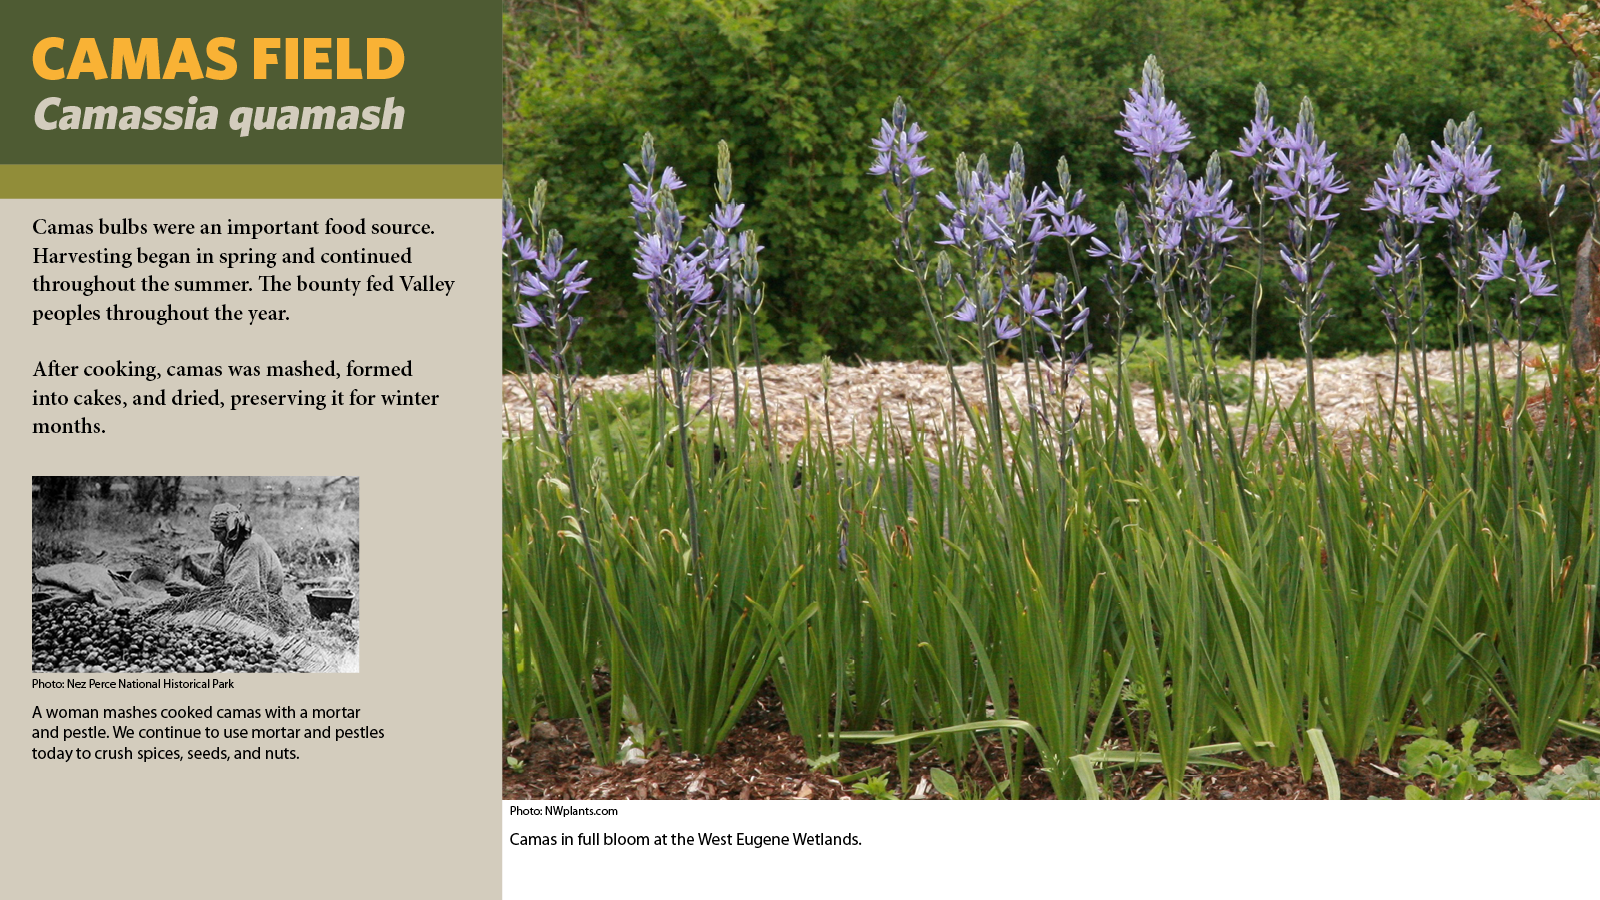 CAMAS FIELD
Camassia quamash
Camas bulbs were an important food source.
Harvesting began in spring and continued
throughout the summer. The bounty fed Valley
peoples throughout the year.
After cooking, camas was mashed, formed
into cakes, and dried, preserving it for winter
months.
Photo: Nez Perce National Historical Park
A woman mashes cooked camas with a mortar
and pestle. We continue to use mortar and pestles
today to crush spices, seeds, and nuts.
Photo: NWplants.com
Camas in full bloom at the West Eugene Wetlands.